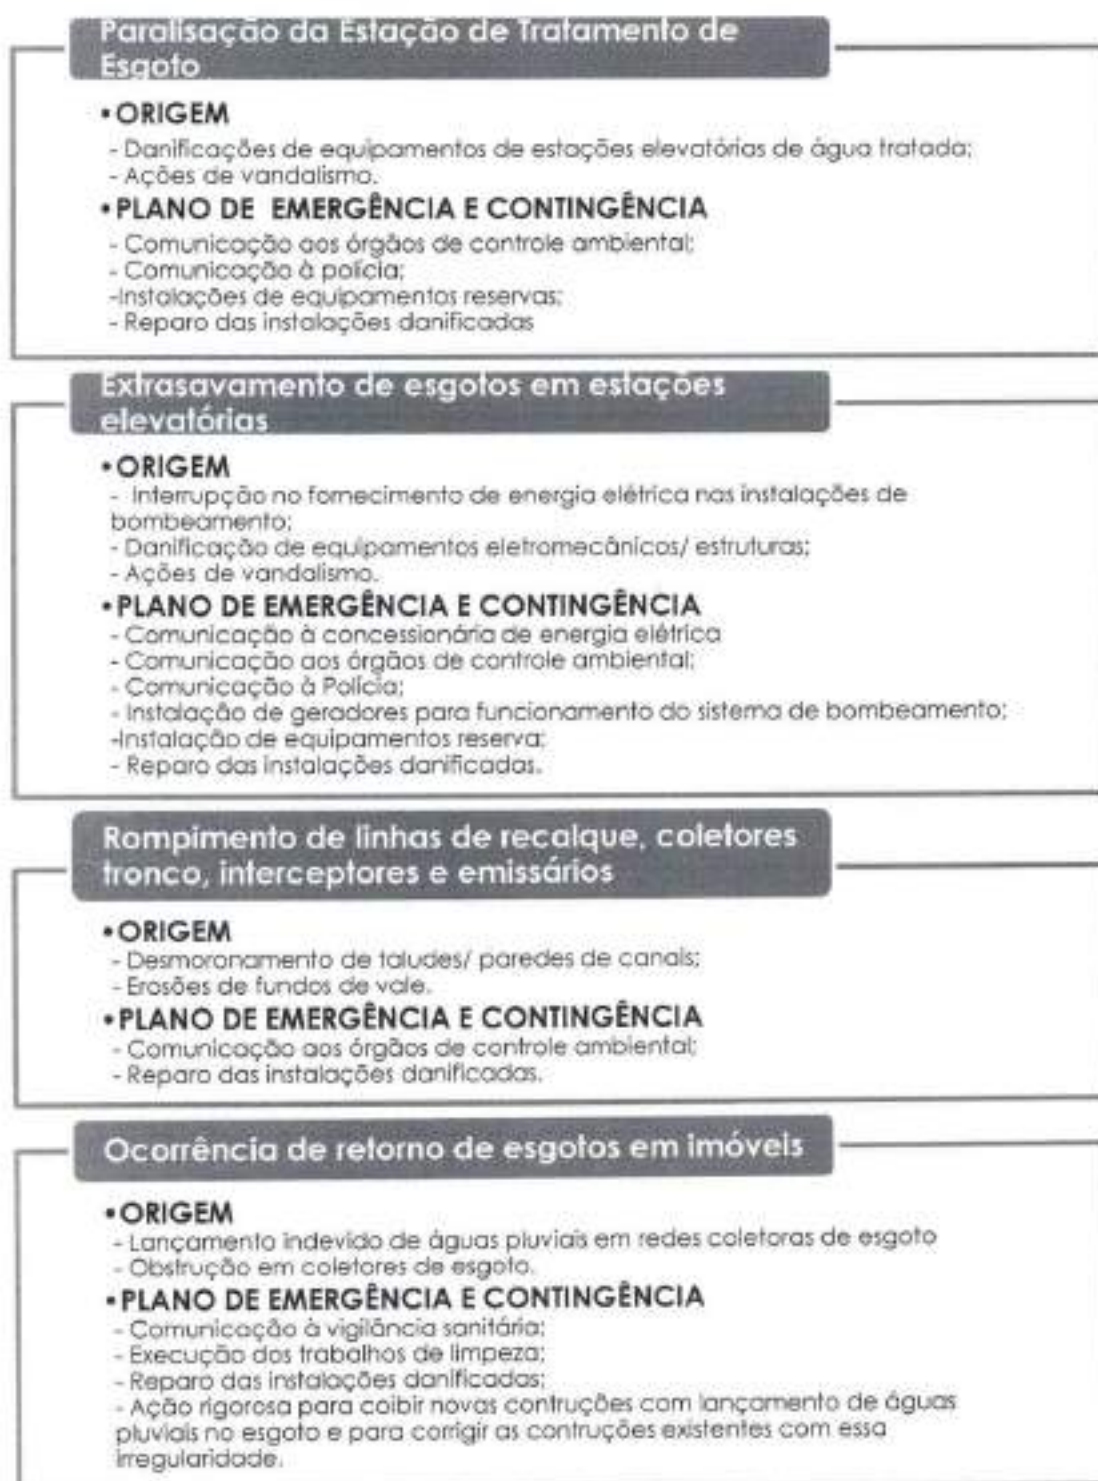 Paralisação da Estação de Tratamento de
Esgoto
•ORIGEM
- Danificações de equipamentos de estações elevatórias de água tratada;
- Ações de vandalismo.
•PLANO DE EMERGÊNCIA E CONTINGÊNCIA
- Comunicação aos órgãos de controle ambiental;
- Comunicação à polícia;
-Instalações de equipamentos reservas;
- Reparo das instalações danificadas
Extrasavamento de esgotos em estações
elevatórias
•ORIGEM
- Interrupção no fornecimento de energia elétrica nas instalações de
bombeamento;
- Danificação de equipamentos eletromecânicos/ estruturas;
- Ações de vandalismo.
•PLANO DE EMERGÊNCIA E CONTINGÊNCIA
- Comunicação à concessionária de energia elétrica
- Comunicação aos órgãos de controle ambiental;
- Comunicação à Polícia;
- Instalação de geradores para funcionamento do sistema de bombeamento;
-Instalação de equipamentos reserva;
- Reparo das instalações danificadas.
Rompimento de linhas de recalque, coletores
tronco, interceptores e emissários
•ORIGEM
- Desmoronamento de taludes/ paredes de canais;
- Erosões de fundos de vale.
•PLANO DE EMERGÊNCIA E CONTINGÊNCIA
- Comunicação aos órgãos de controle ambiental;
- Reparo das instalações danificadas.
Ocorrência de retorno de esgotos em imóveis
•ORIGEM
- Lançamento indevido de águas pluviais em redes coletoras de esgoto
- Obstrução em coletores de esgoto.
•PLANO DE EMERGÊNCIA E CONTINGÊNCIA
- Comunicação à vigilância sanitária;
- Execução dos trabalhos de limpeza;
- Reparo das instalações danificadas;
- Ação rigorosa para coibir novas contruções com lançamento de águas
pluviais no esgoto e para corrigir as contruções existentes com essa
irregularidade.